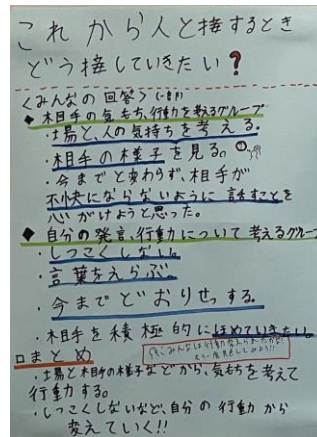 これから人と接するとき
どう接していきたい?
くみんなの回答>
◆相手の気もち,行動を考えるグループ
・場と、人の気持ちを考える。
・相手の様子を見る。
・今までと変わらず、相手が
不快にならないように話すことを
心がけようと思った。
◆自分の発言、行動について考えるグループ
・しつこくしない。
・言葉をえらぶ。
・今までどおりせっする。
・相手を積極的にほめていきたい。
□まとめ
・場と相手の様子などから、気もちを考えて
行動する。
・しつこくしないなど、自分の行動から
変えていく!!